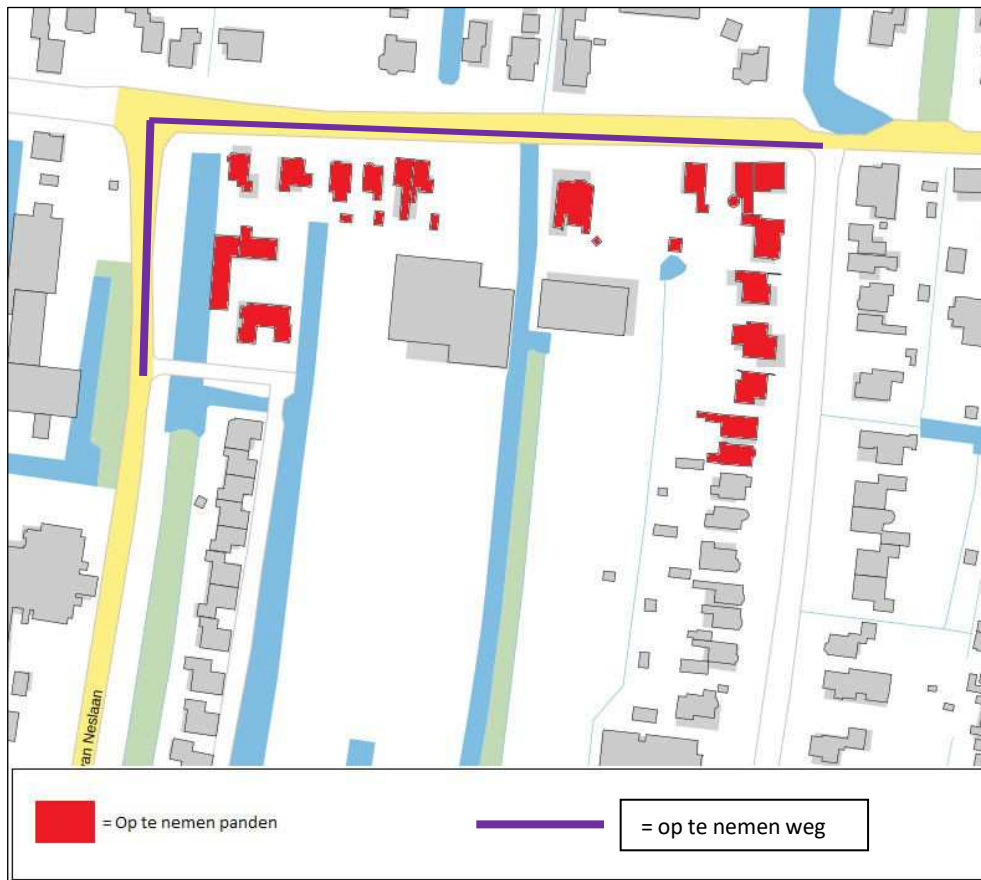 van Neslaan
= Op te nemen panden
= op te nemen weg